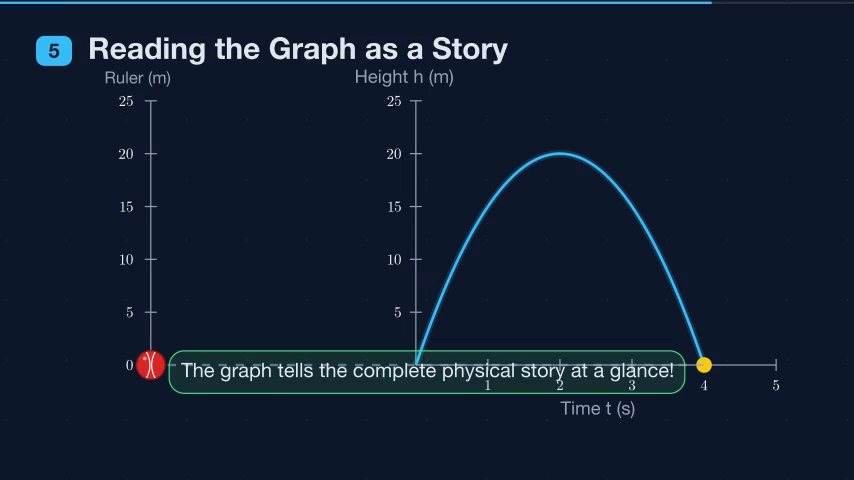 5 Reading the Graph as a Story
Ruler (m)
Height h (m)
25
20
15
10
5
0
25
20
15
10
5
The graph tells the complete physical story at a glance!
1 2 3 4 5
Time t (s)